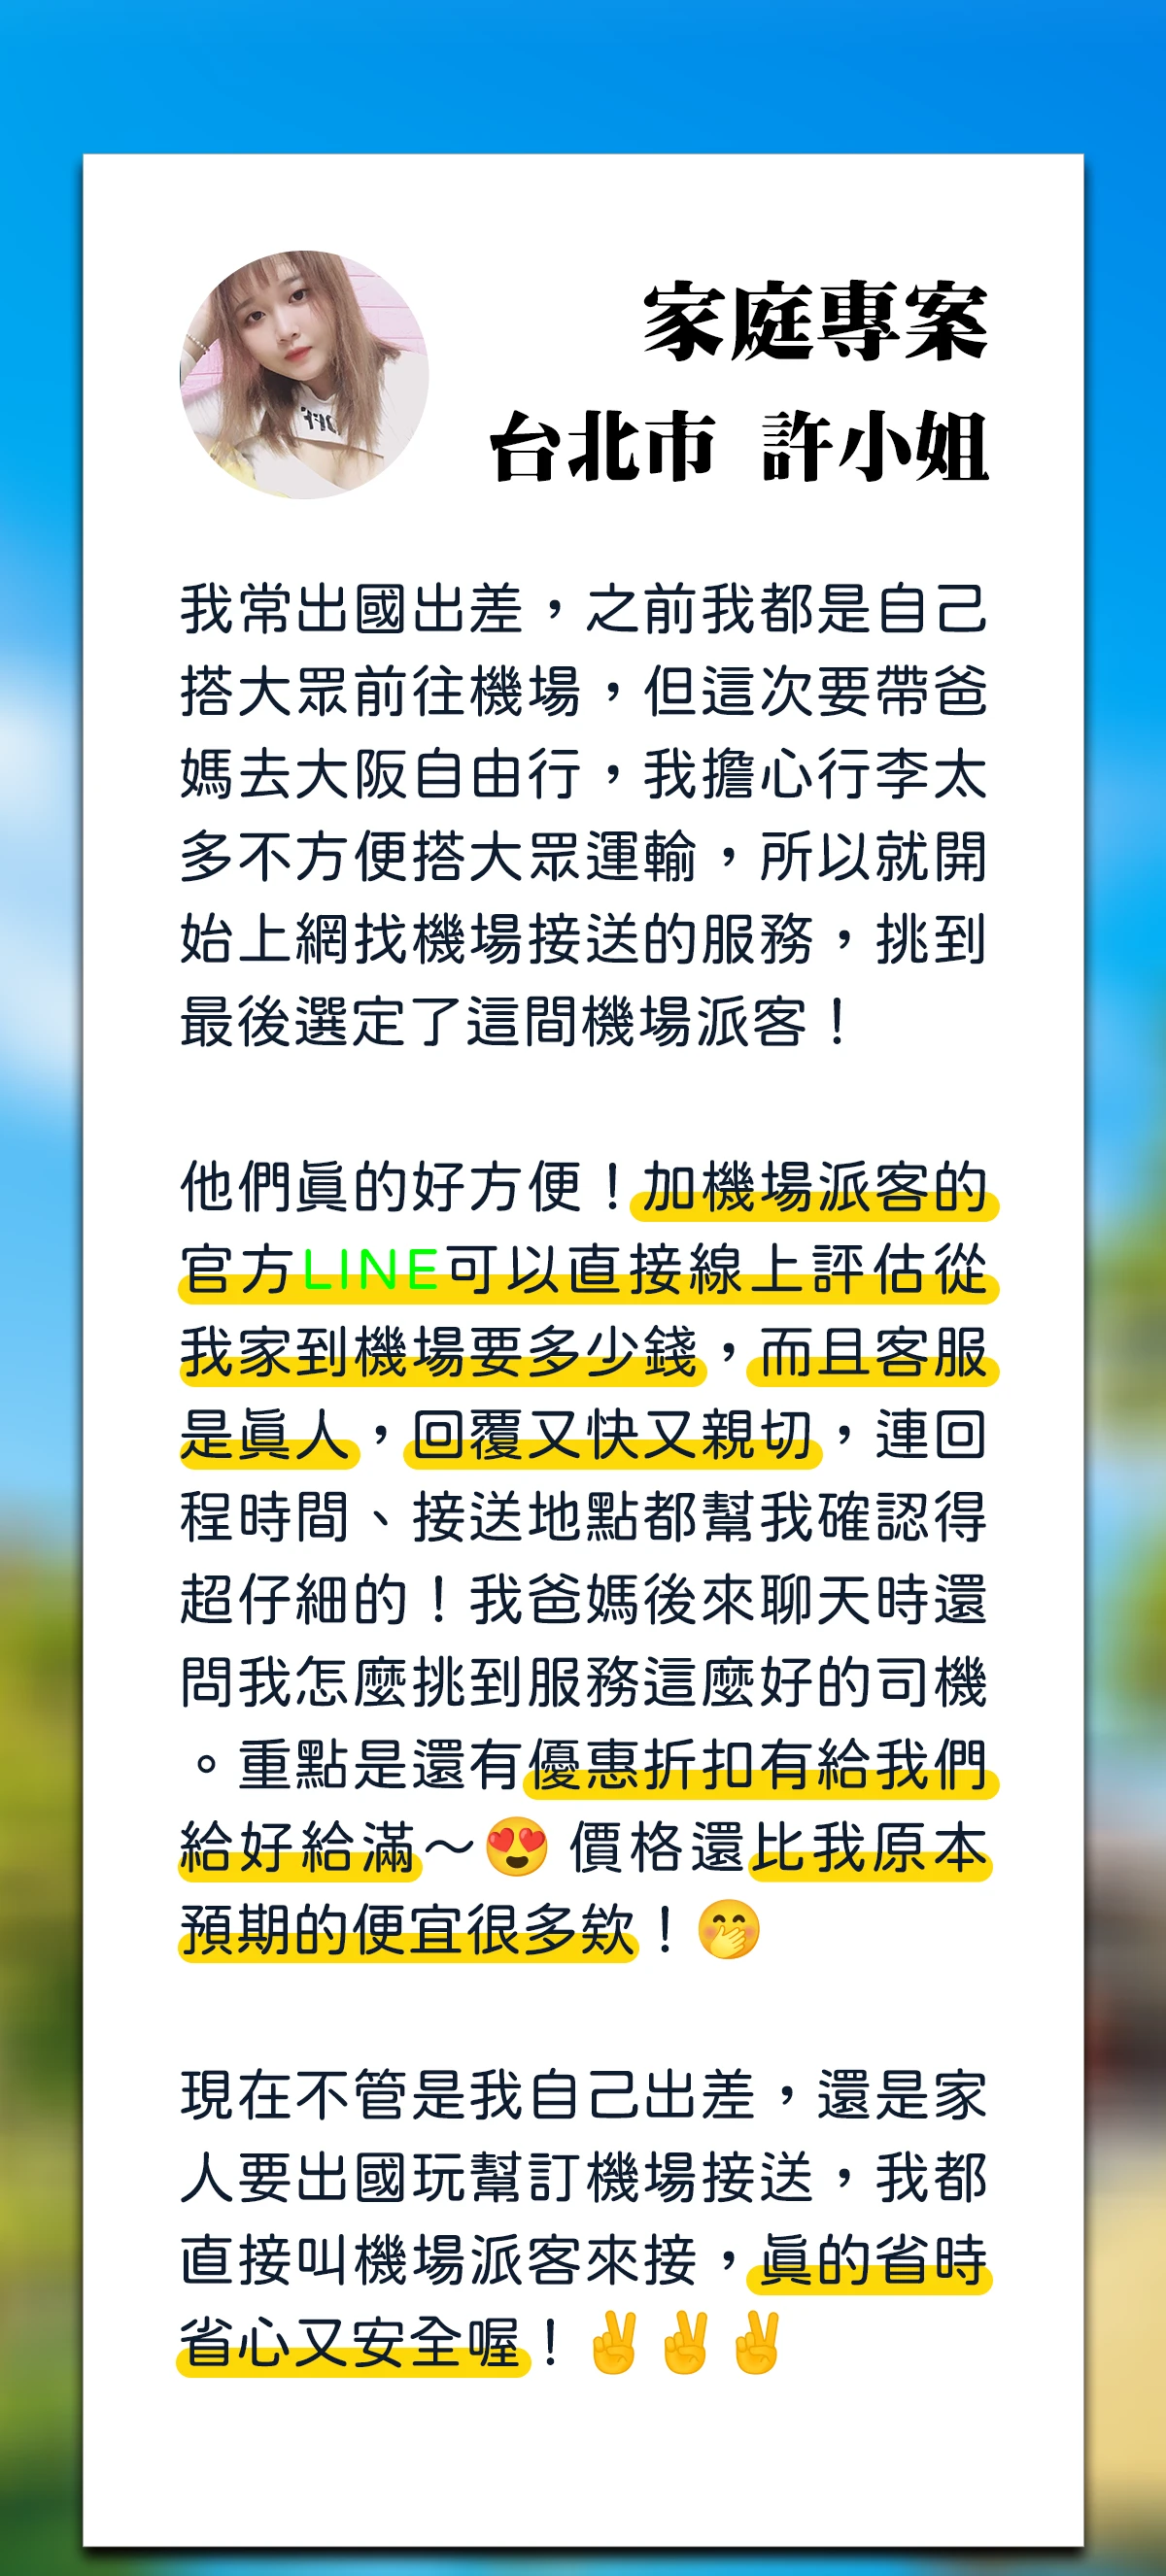 家庭專案
台北市 許小姐
我常出國出差，之前我都是自己
搭大眾前往機場，但這次要帶爸
媽去大阪自由行，我擔心行李太
多不方便搭大眾運輸，所以就開
始上網找機場接送的服務，挑到
最後選定了這間機場派客！
他們眞的好方便！加機場派客的
官方LINE可以直接線上評估從
我家到機場要多少錢，而且客服
是眞人，回覆又快又親切，連回
程時間、接送地點都幫我確認得
超仔細的！我爸媽後來聊天時還
問我怎麼挑到服務這麼好的司機
。重點是還有優惠折扣有給我們
給好給滿～😍 價格還比我原本
預期的便宜很多欸！🤭
現在不管是我自己出差，還是家
人要出國玩幫訂機場接送，我都
直接叫機場派客來接，眞的省時
省心又安全喔！✌✌✌